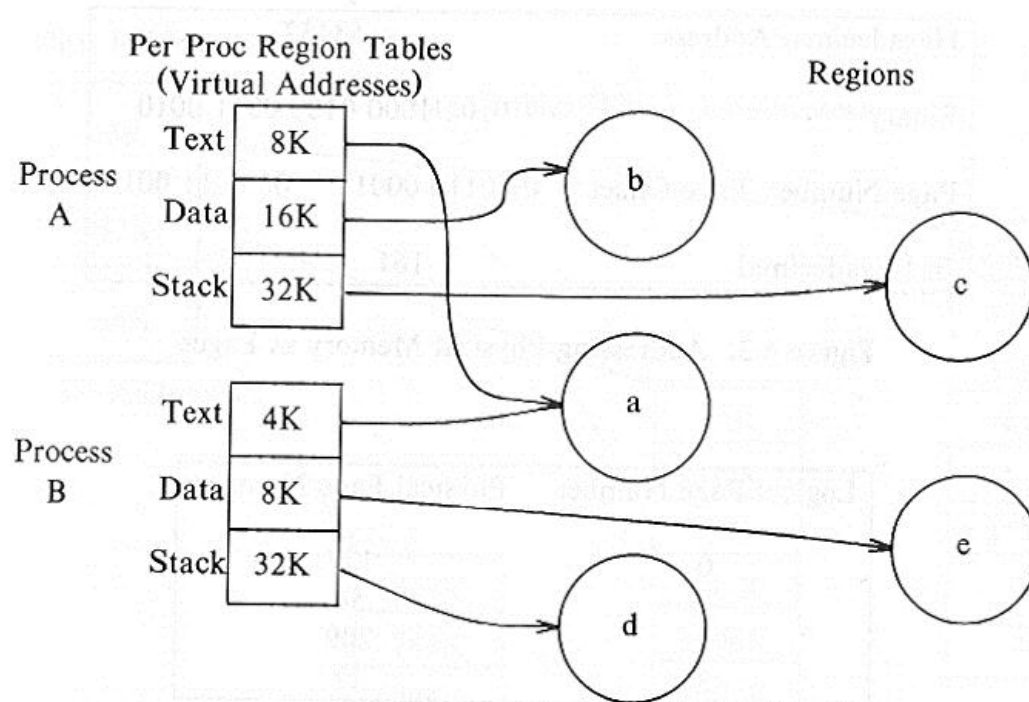 Per Proc Region Tables
(Virtual Addresses)
Regions
Process
A
Text 8K
Data 16K
Stack 32K
b
c
a
Process
B
Text 4K
Data 8K
Stack 32K
e
d